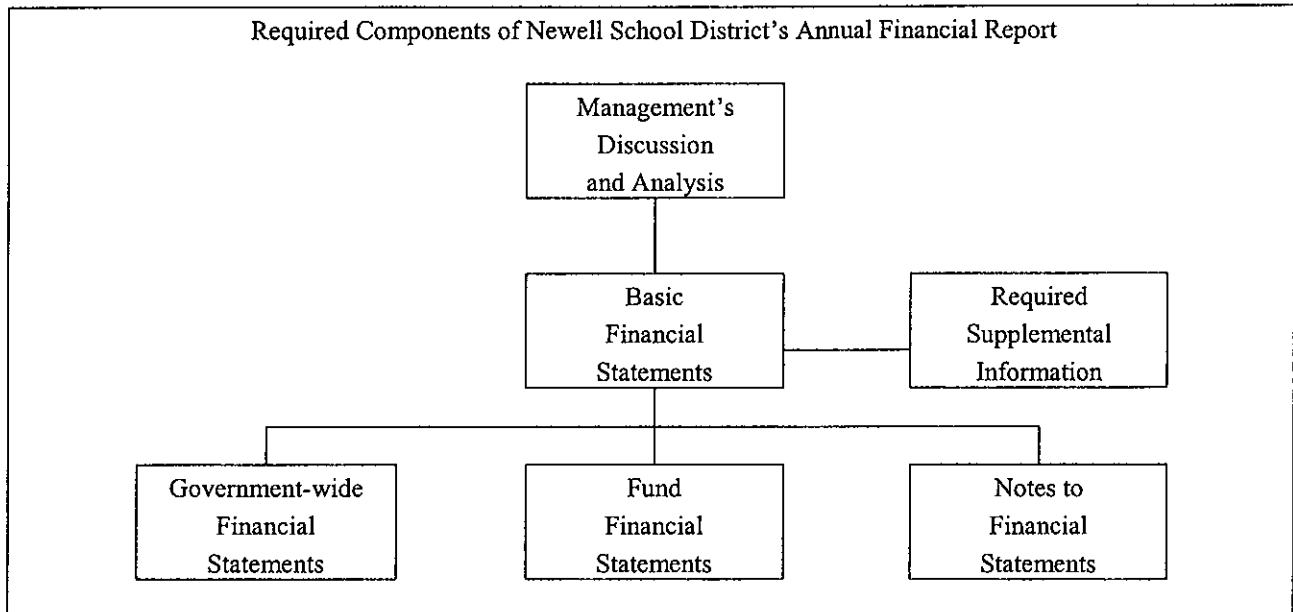 Required Components of Newell School District's Annual Financial Report
Management's
Discussion
and Analysis
Basic
Financial
Statements
Required
Supplemental
Information
Government-wide
Financial
Statements
Fund
Financial
Statements
Notes to
Financial
Statements